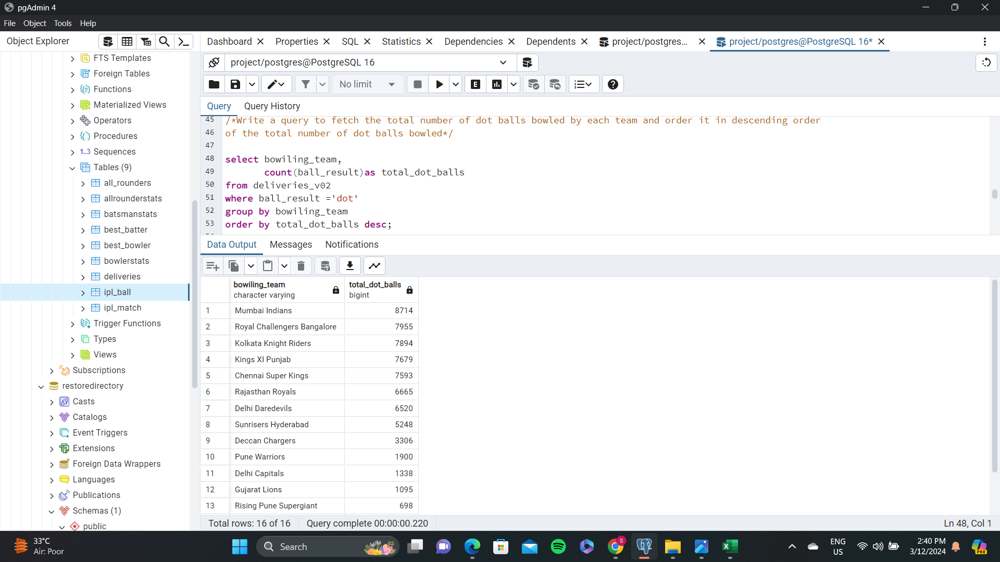 pgAdmin 4
File Object Tools Help
Object Explorer
Dashboard Properties SQL Statistics Dependencies Dependents project/postgres... project/postgres@PostgreSQL 16*
project/postgres@PostgreSQL 16
No limit
E
Query Query History
45 /*Write a query to fetch the total number of dot balls bowled by each team and order it in descending order
46 of the total number of dot balls bowled*/
47
48 select bowiling_team,
49 count(ball_result)as total_dot_balls
50 from deliveries_v02
51 where ball_result ='dot'
52 group by bowiling_team
53 order by total_dot_balls desc;
Data Output Messages Notifications
bowiling_team total_dot_balls
character varying bigint
1 Mumbai Indians 8714
2 Royal Challengers Bangalore 7955
3 Kolkata Knight Riders 7894
4 Kings XI Punjab 7679
5 Chennai Super Kings 7593
6 Rajasthan Royals 6665
7 Delhi Daredevils 6520
8 Sunrisers Hyderabad 5248
9 Deccan Chargers 3306
10 Pune Warriors 1900
11 Delhi Capitals 1338
12 Gujarat Lions 1095
13 Rising Pune Supergiant 698
Total rows: 16 of 16 Query complete 00:00:00.220 Ln 48, Col 1
FTS Templates
Foreign Tables
Functions
Materialized Views
Operators
Procedures
1..3 Sequences
Tables (9)
all_rounders
allrounderstats
batsmanstats
best_batter
best_bowler
bowlerstats
deliveries
ipl_ball
ipl_match
Trigger Functions
Types
Views
Subscriptions
restoredirectory
Casts
Catalogs
Event Triggers
Extensions
Foreign Data Wrappers
Languages
Publications
Schemas (1)
public
33°C
Air: Poor
Search
S
ENG
US
2:40 PM
3/12/2024
PRE